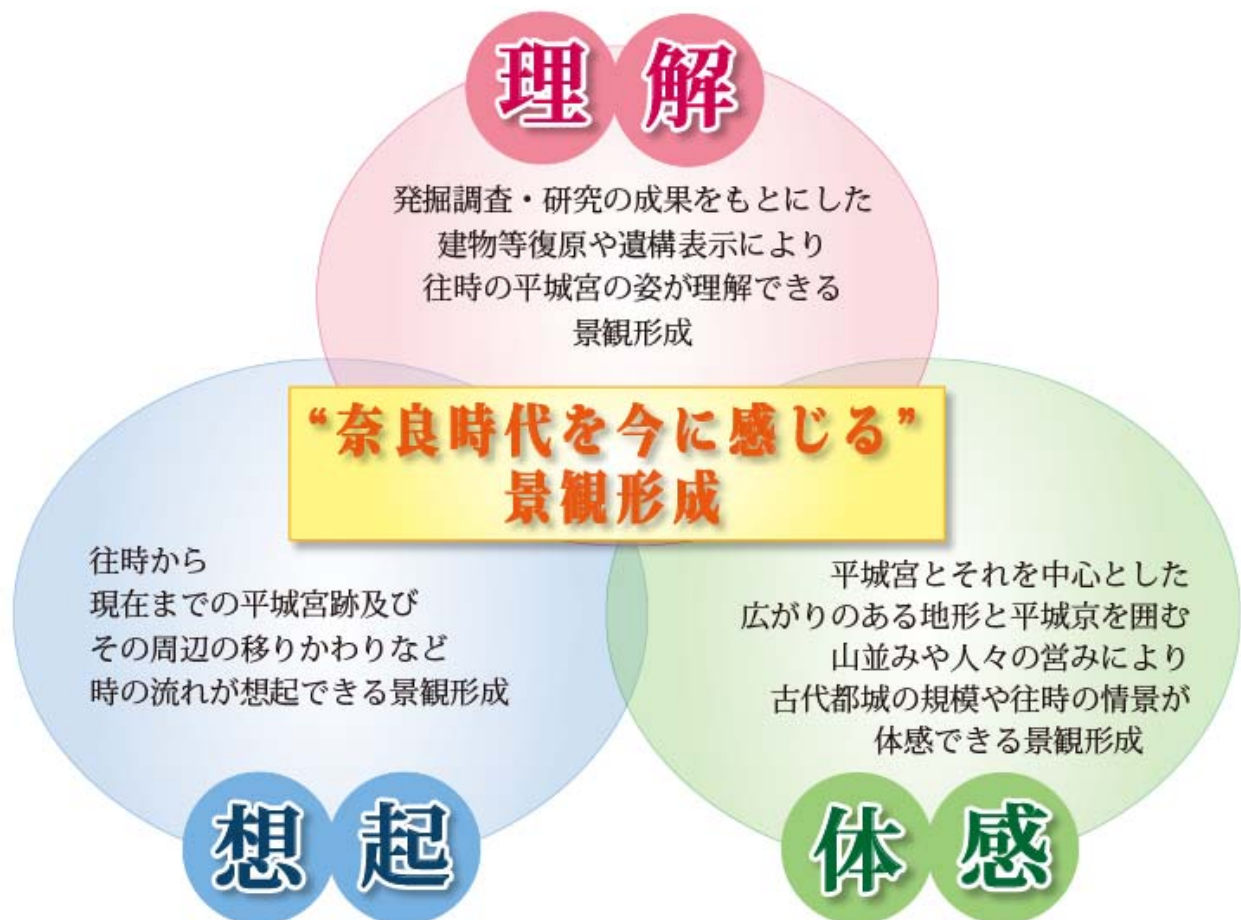 理解
発掘調査・研究の成果をもとにした
建物等復原や遺構表示により
往時の平城宮の姿が理解できる
景観形成
“奈良時代を今に感じる”
景観形成
往時から
現在までの平城宮跡及び
その周辺の移りかわりなど
時の流れが想起できる景観形成
想起
平城宮とそれを中心とした
広がりのある地形と平城京を囲む
山並みや人々の営みにより
古代都城の規模や往時の情景が
体感できる景観形成
体感